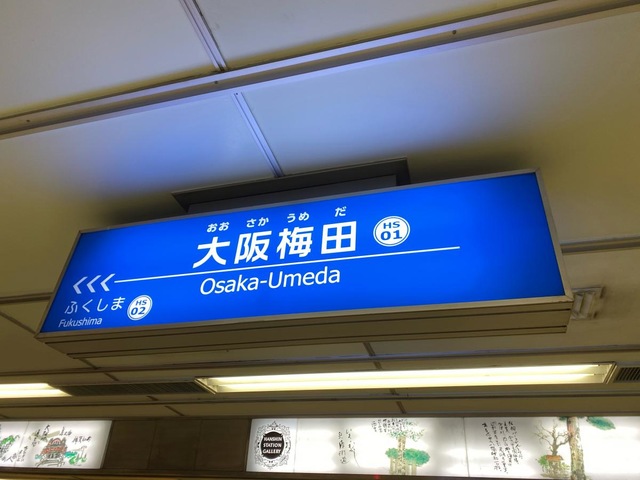 おお さか うめ だ
大阪梅田 HS 01
Osaka-Umeda
ふくしま HS 02
Fukushima
HANSHIN
STATION
GALLERY